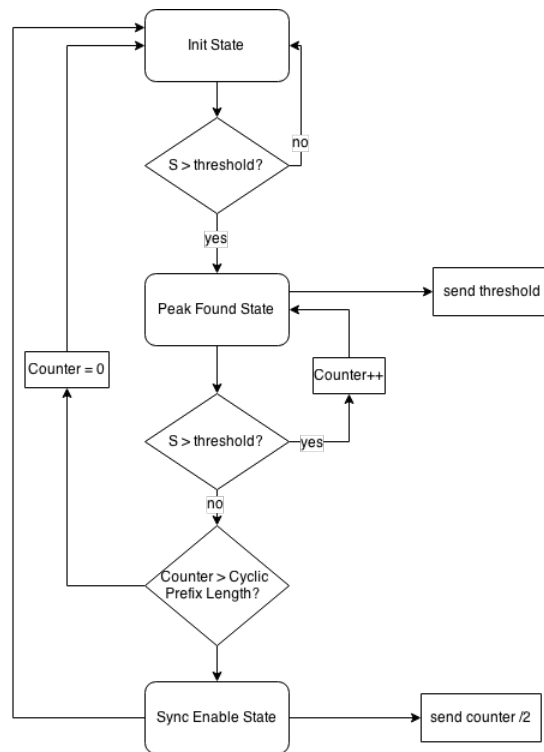 Init State
no
S > threshold?
yes
Peak Found State
send threshold
Counter = 0
Counter++
S > threshold?
yes
no
Counter > Cyclic
Prefix Length?
Sync Enable State
send counter /2